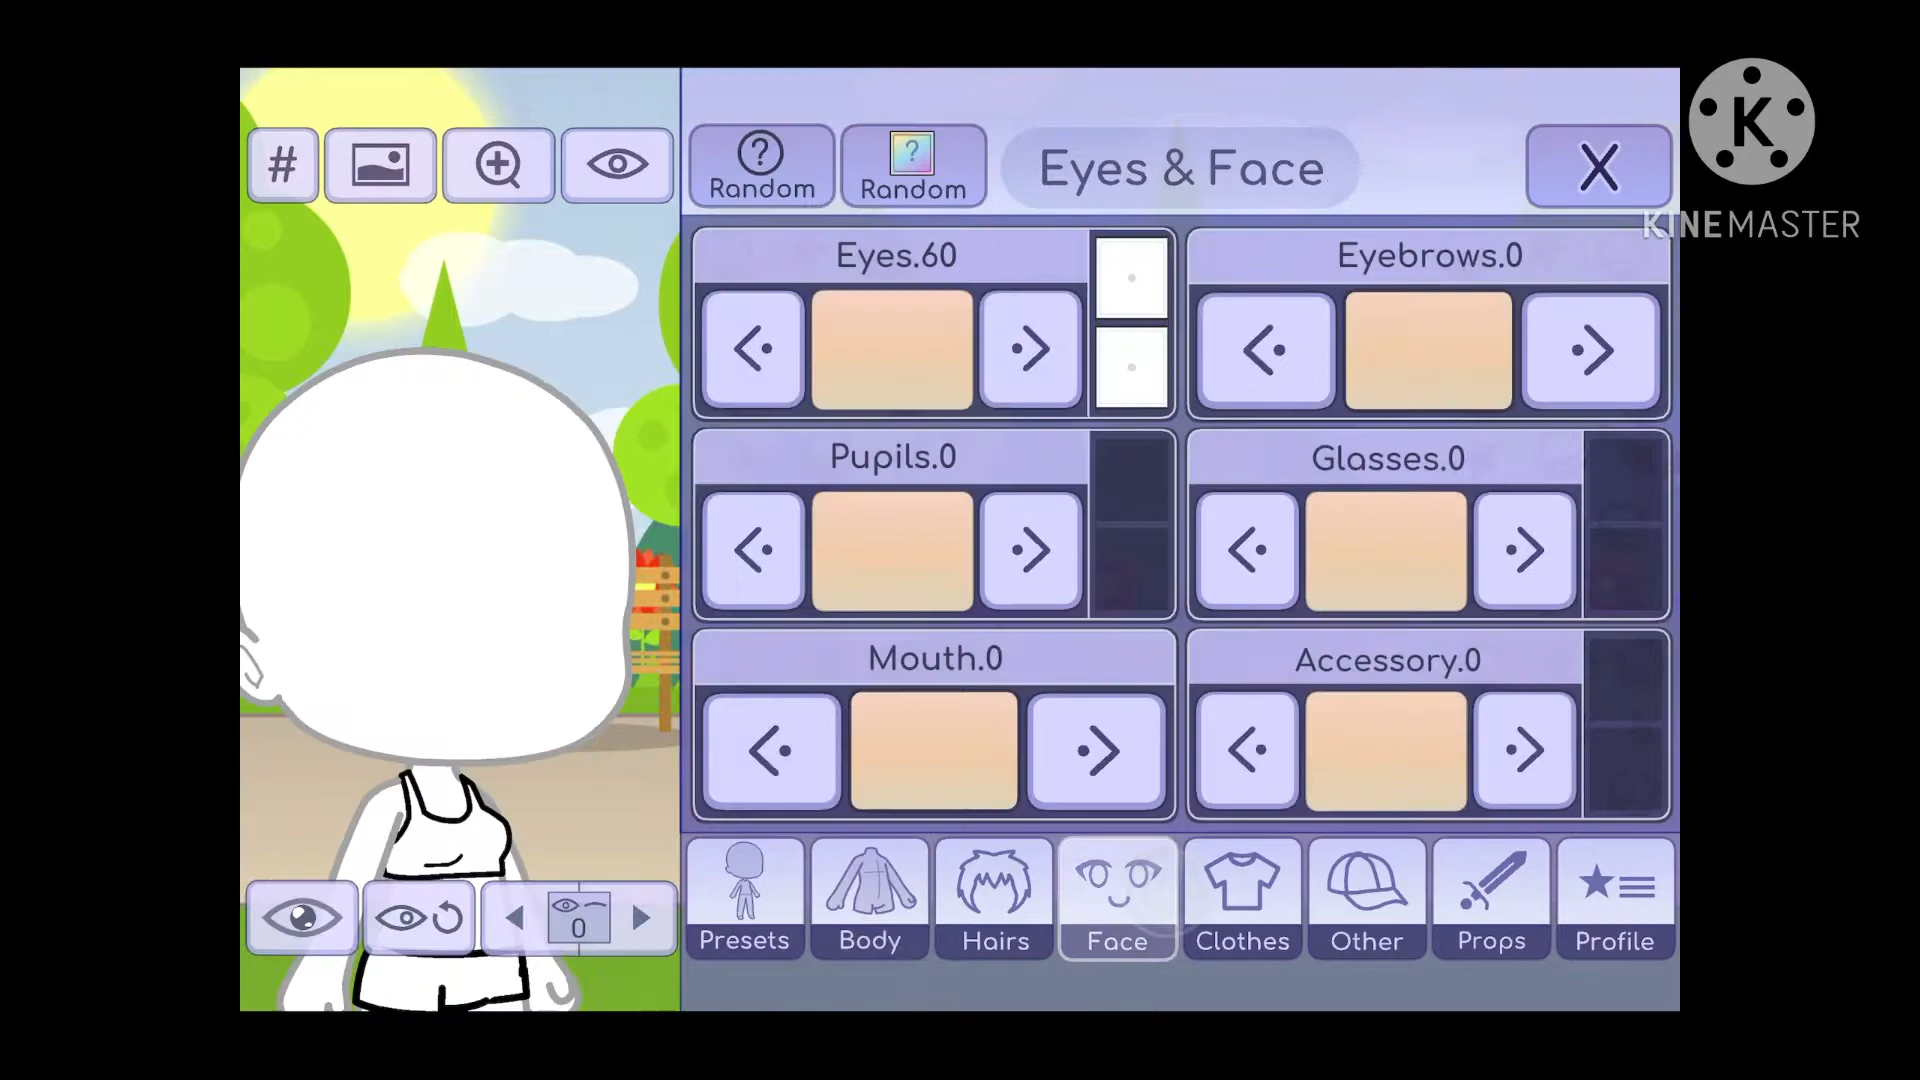 #
?
Random
?
Random
Eyes & Face
X
K
KINEMASTER
Eyes.60
Eyebrows.0
Pupils.0
Glasses.0
Mouth.0
Accessory.0
0
Presets
Body
Hairs
Face
Clothes
Other
Props
Profile